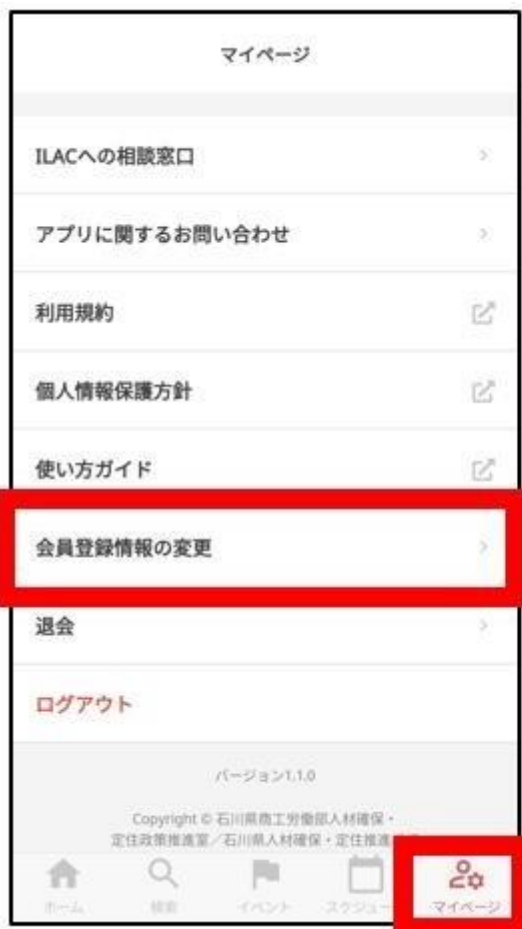 マイページ
ILACへの相談窓口
アプリに関するお問い合わせ
利用規約
個人情報保護方針
使い方ガイド
会員登録情報の変更
退会
ログアウト
バージョン1.1.0
Copyright © 石川県商工労働部人材確保・
定住政策推進室／石川県人材確保・定住推進
ホーム 検索 イベント スケジュー マイページ